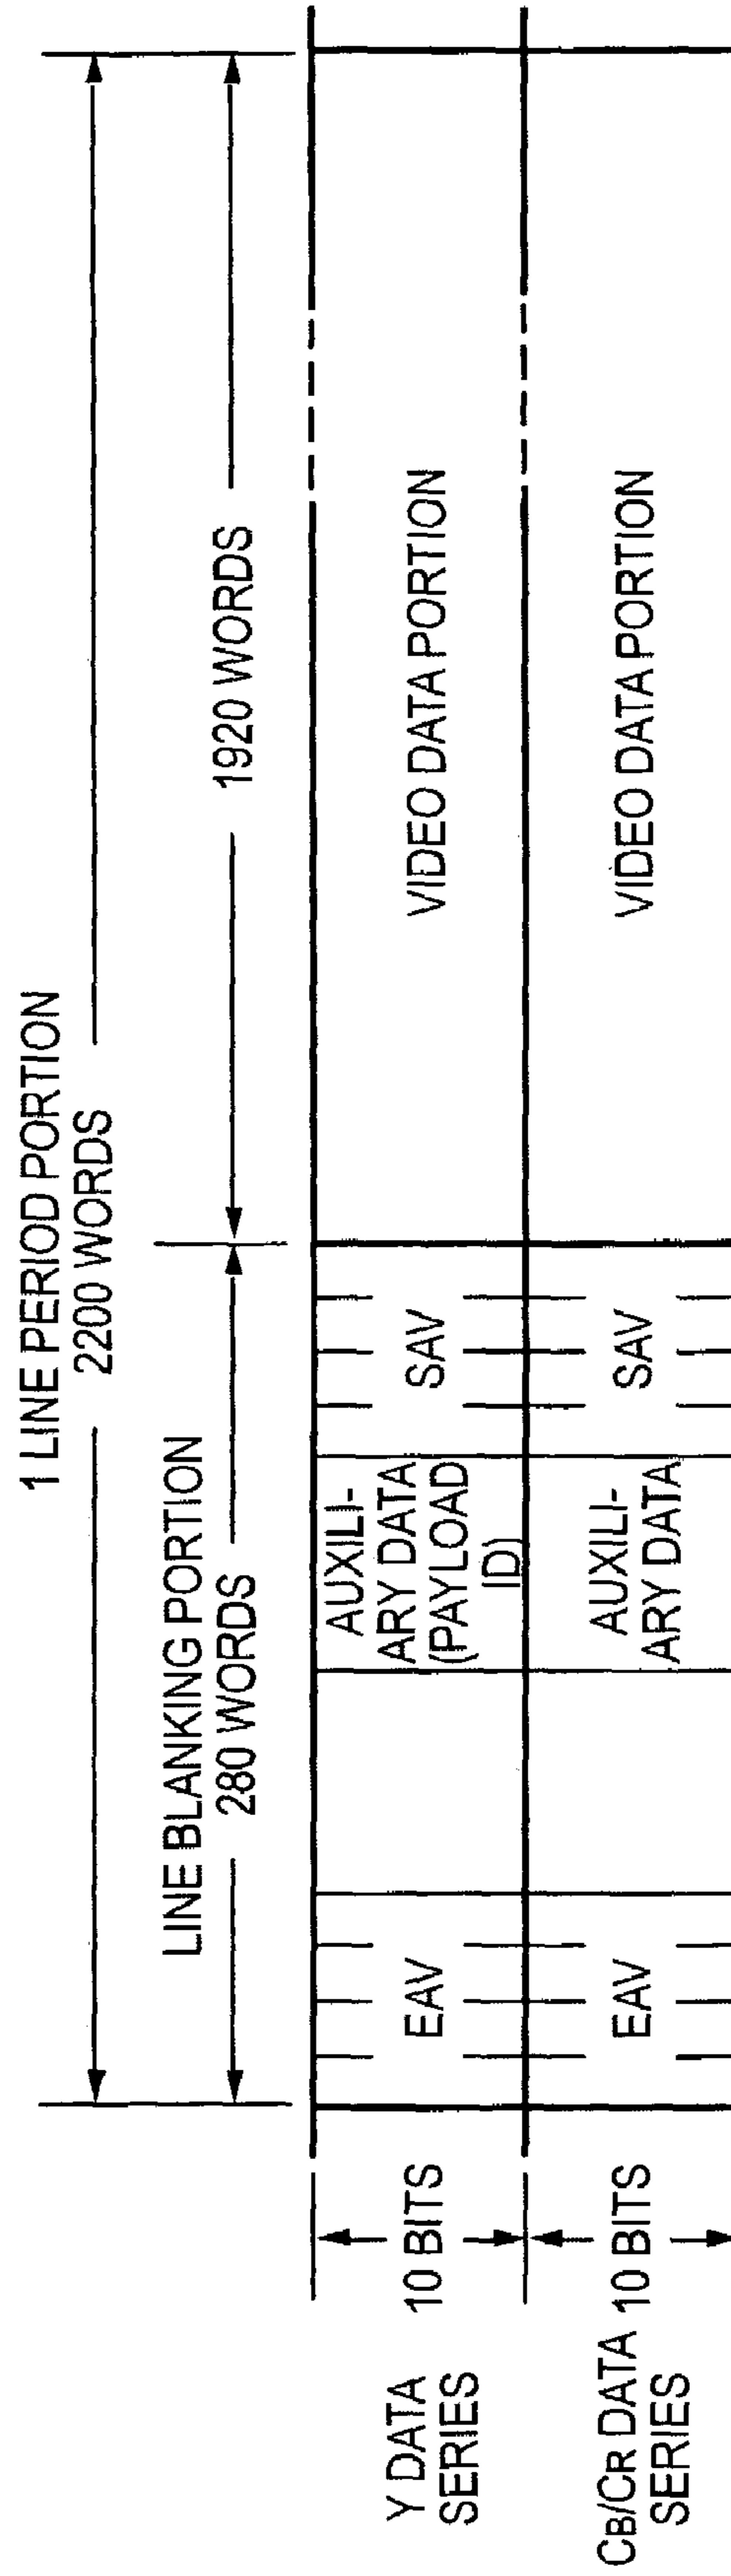 1 LINE PERIOD PORTION
2200 WORDS
LINE BLANKING PORTION
280 WORDS
1920 WORDS
Y DATA
SERIES
10 BITS
EAV
AUXILI-
ARY DATA
(PAYLOAD
ID)
SAV
VIDEO DATA PORTION
CB/CR DATA
SERIES
10 BITS
EAV
AUXILI-
ARY DATA
SAV
VIDEO DATA PORTION